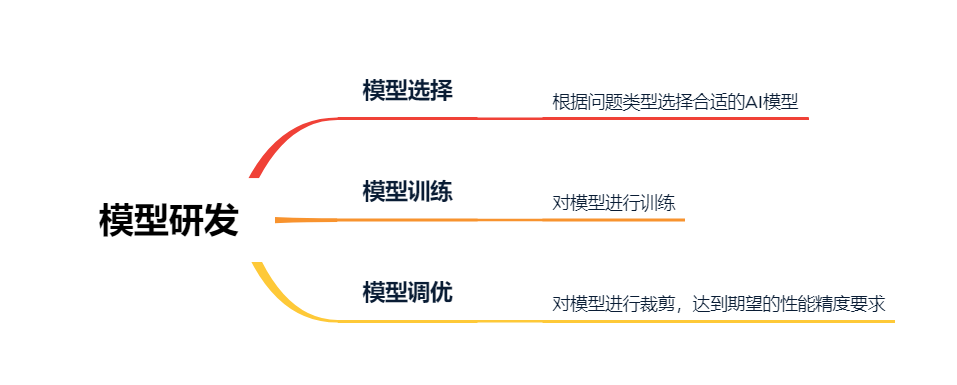 模型研发
模型选择
根据问题类型选择合适的AI模型
模型训练
对模型进行训练
模型调优
对模型进行裁剪，达到期望的性能精度要求